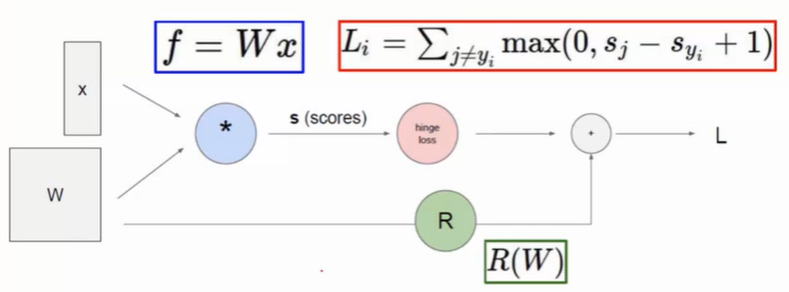 f = Wx
L_i = \sum_{j \neq y_i} \max(0, s_j - s_{y_i} + 1)
x
*
s (scores)
hinge
loss
+
L
W
R
R(W)